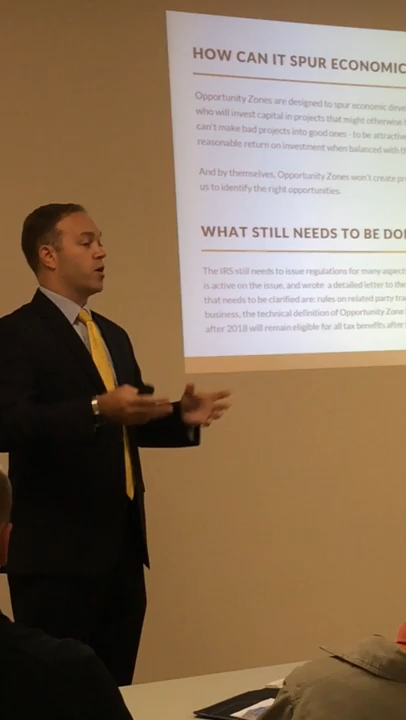 HOW CAN IT SPUR ECONOMIC
Opportunity Zones are designed to spur economic
who will invest capital in projects that might otherwise
can't make bad projects into good ones - to be attractive
reasonable return on investment when balanced with
And by themselves, Opportunity Zones won't create
us to identify the right opportunities.
WHAT STILL NEEDS TO BE
The IRS still needs to issue regulations for many
is active on the issue, and wrote a detailed letter to the
that needs to be clarified are: rules on related party
business, the technical definition of Opportunity Zone
after 2018 will remain eligible for all tax benefits after